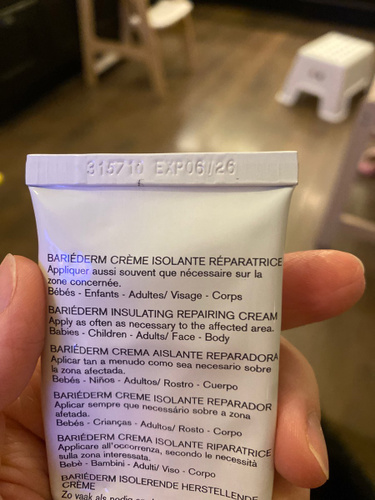 315710 EXP06/26
BARIÉDERM CRÈME ISOLANTE RÉPARATRICE
Appliquer aussi souvent que nécessaire sur la
zone concernée.
Bébés - Enfants - Adultes/ Visage - Corps
BARIÉDERM INSULATING REPAIRING CREAM
Apply as often as necessary to the affected area.
Babies - Children - Adults/ Face - Body
BARIÉDERM CREMA AISLANTE REPARADORA
Aplicar tan a menudo como sea necesario sobre
la zona afectada.
Bebés - Niños - Adultos/ Rostro - Cuerpo
BARIÉDERM CREME ISOLANTE REPARADOR
Aplicar sempre que necessário sobre a zona
afetada.
Bebés - Crianças - Adultos/ Rosto - Corpo
BARIÉDERM CREMA ISOLANTE RIPARATRICE
Applicare all'occorrenza, secondo le necessità
sulla zona interessata.
Bebè - Bambini - Adulti/ Viso - Corpo
BARIÉDERM ISOLERENDE HERSTELLENDE
CRÈME
Zo vaak als nodig op